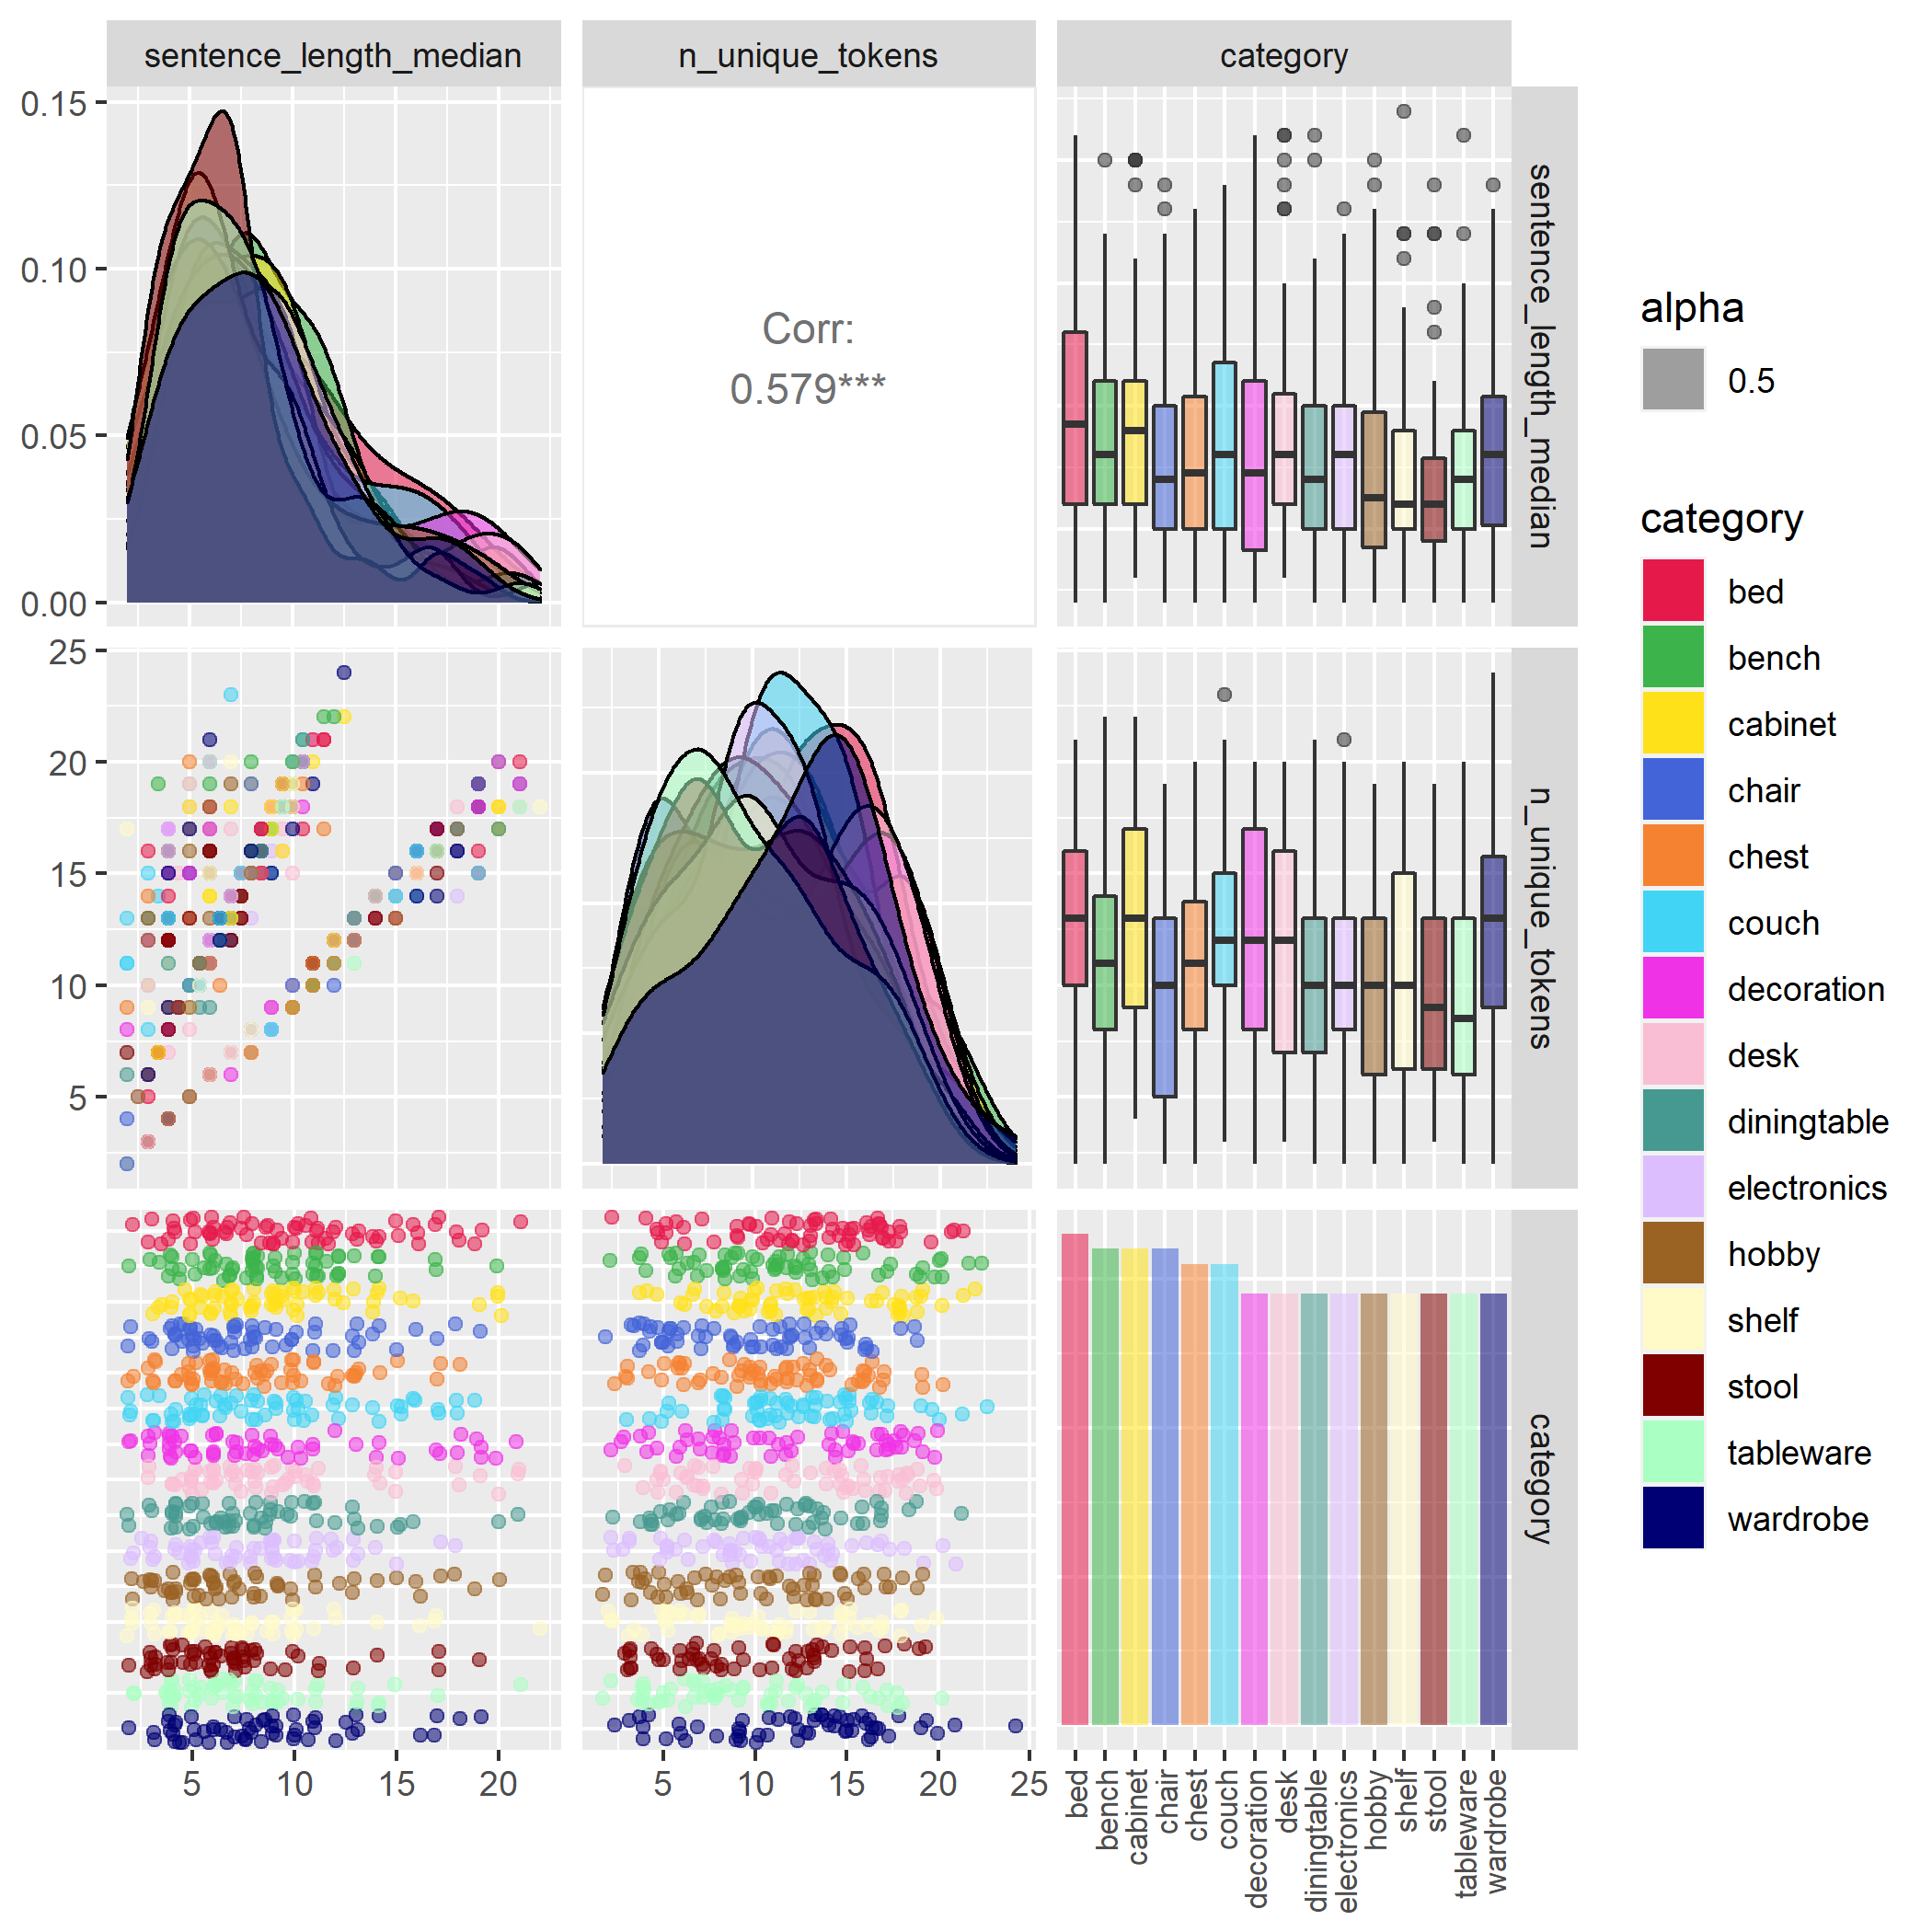 sentence_length_median n_unique_tokens category
0.15
0.10
0.05
0.00
Corr:
0.579***
sentence_length_median
25
20
15
10
5
n_unique_tokens
category
5 10 15 20 5 10 15 20 25
bed bench cabinet chair chest couch decoration desk diningtable electronics hobby shelf stool tableware wardrobe
alpha
0.5
category
bed
bench
cabinet
chair
chest
couch
decoration
desk
diningtable
electronics
hobby
shelf
stool
tableware
wardrobe